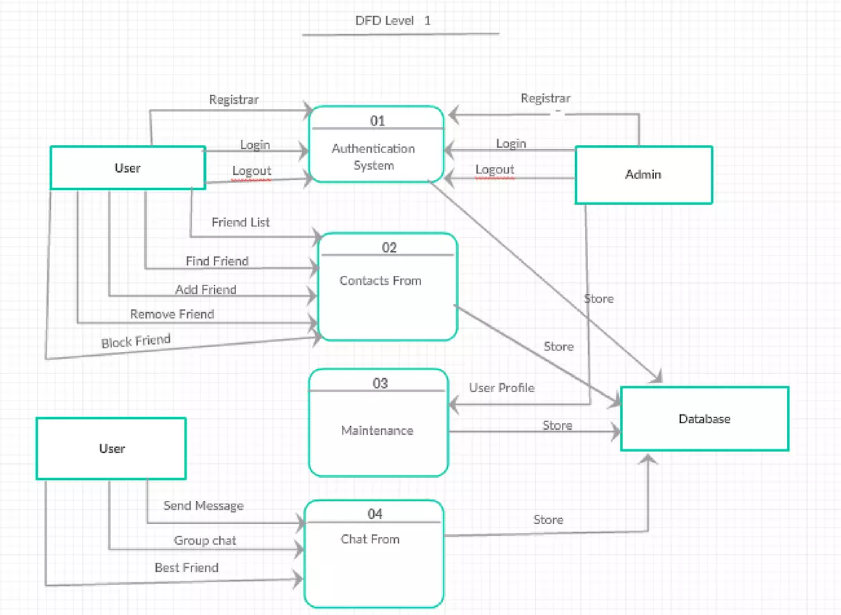 DFD Level 1
Registrar
Registrar
01
Authentication
System
Login
Login
Logout
Logout
User
Admin
Friend List
02
Find Friend
Contacts From
Add Friend
Store
Remove Friend
Block Friend
Store
03
User Profile
Maintenance
Store
Database
User
Send Message
04
Store
Group chat
Chat From
Best Friend